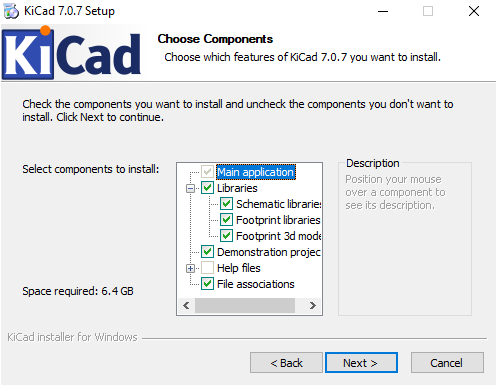 KiCad 7.0.7 Setup
KiCad
Choose Components
Choose which features of KiCad 7.0.7 you want to install.
Check the components you want to install and uncheck the components you don't want to
install. Click Next to continue.
Select components to install:
Main application
Libraries
Schematic libraries
Footprint libraries
Footprint 3d mode
Demonstration projec
Help files
File associations
Description
Position your mouse
over a component to
see its description.
Space required: 6.4 GB
KiCad installer for Windows
< Back
Next >
Cancel